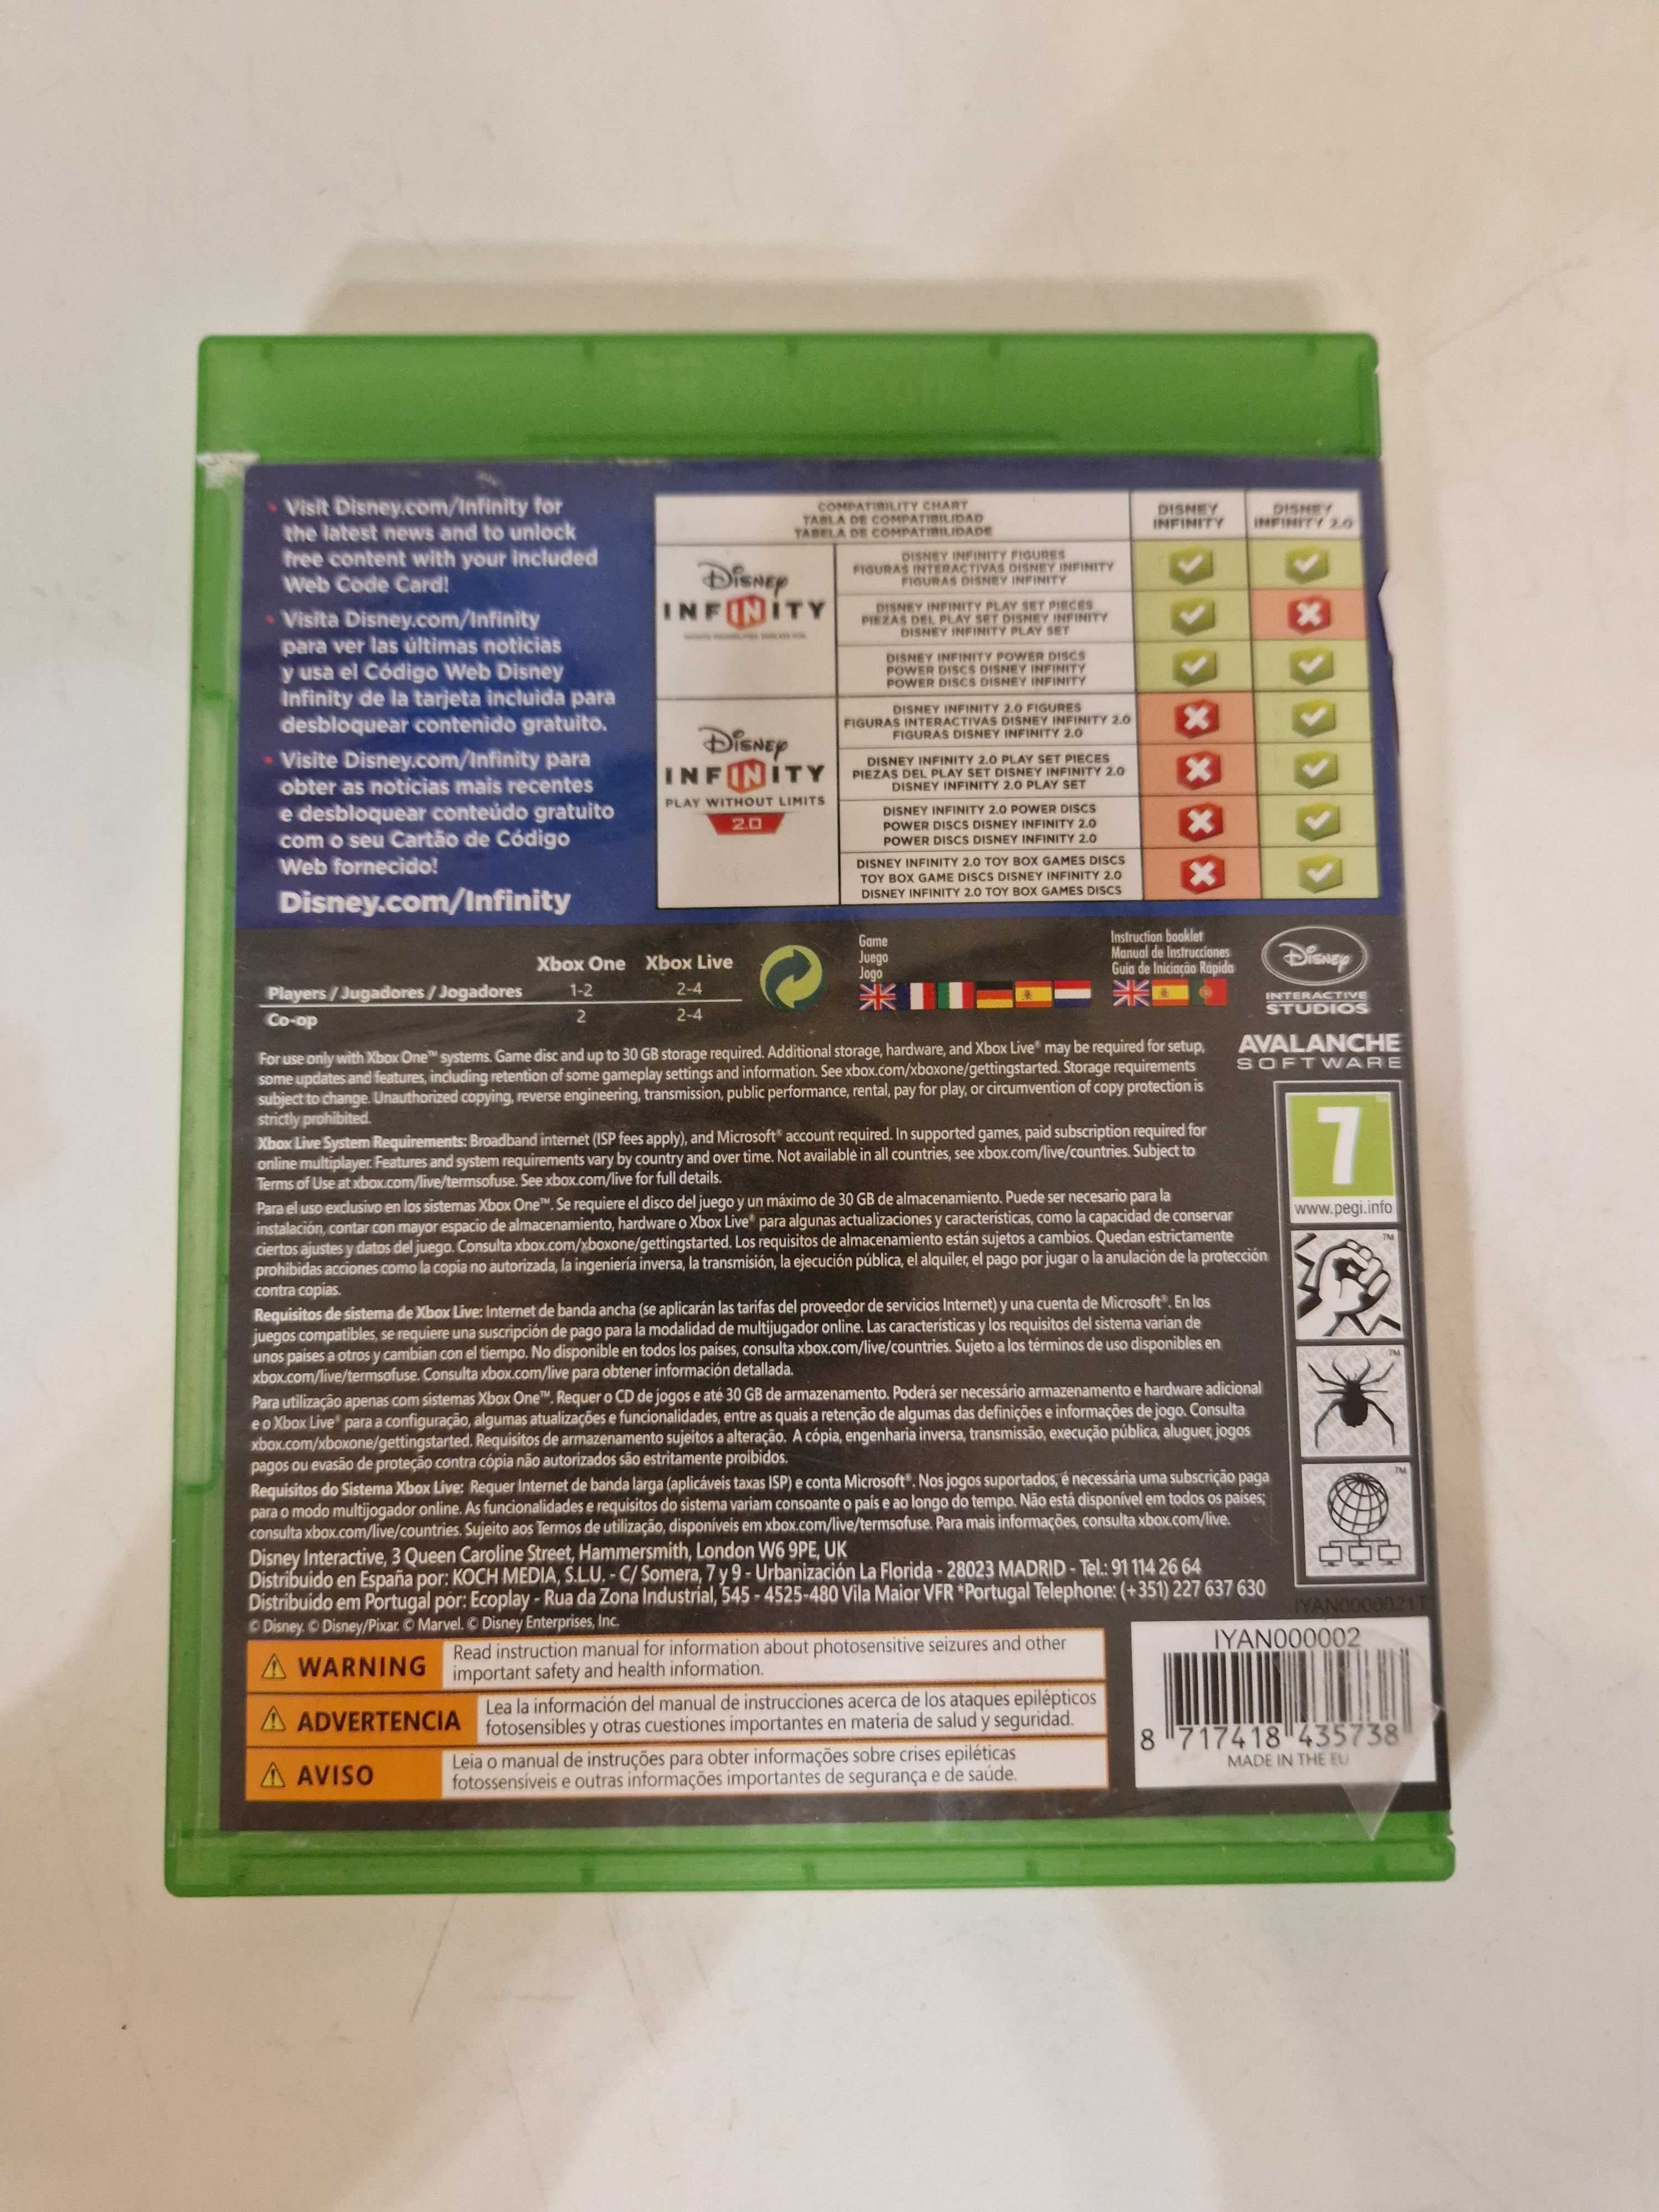 • Visit Disney.com/Infinity for
the latest news and to unlock
free content with your included
Web Code Card!
• Visita Disney.com/Infinity
para ver las últimas noticias
y usa el Código Web Disney
Infinity de la tarjeta incluida para
desbloquear contenido gratuito.
• Visite Disney.com/Infinity para
obter as notícias mais recentes
e desbloquear conteúdo gratuito
com o seu Cartão de Código
Web fornecido!
Disney.com/Infinity
COMPATIBILITY CHART
TABLA DE COMPATIBILIDAD
TABELA DE COMPATIBILIDADE
DISNEY
INFINITY
DISNEY
INFINITY 2.0
DISNEY
INFINITY
DISNEY INFINITY FIGURES
FIGURAS INTERACTIVAS DISNEY INFINITY
FIGURAS DISNEY INFINITY
DISNEY INFINITY PLAY SET PIECES
PIEZAS DEL PLAY SET DISNEY INFINITY
DISNEY INFINITY PLAY SET
DISNEY INFINITY POWER DISCS
POWER DISCS DISNEY INFINITY
POWER DISCS DISNEY INFINITY
DISNEY
INFINITY
PLAY WITHOUT LIMITS
2.0
DISNEY INFINITY 2.0 FIGURES
FIGURAS INTERACTIVAS DISNEY INFINITY 2.0
FIGURAS DISNEY INFINITY 2.0
DISNEY INFINITY 2.0 PLAY SET PIECES
PIEZAS DEL PLAY SET DISNEY INFINITY 2.0
DISNEY INFINITY 2.0 PLAY SET
DISNEY INFINITY 2.0 POWER DISCS
POWER DISCS DISNEY INFINITY 2.0
POWER DISCS DISNEY INFINITY 2.0
DISNEY INFINITY 2.0 TOY BOX GAMES DISCS
TOY BOX GAME DISCS DISNEY INFINITY 2.0
DISNEY INFINITY 2.0 TOY BOX GAMES DISCS
Xbox One Xbox Live
Players / Jugadores / Jogadores 1-2 2-4
Co-op 2 2-4
Game
Juego
Jogo
Instruction booklet
Manual de Instrucciones
Guia de Iniciação Rápida
Disney
INTERACTIVE
STUDIOS
AVALANCHE
SOFTWARE
For use only with Xbox One™ systems. Game disc and up to 30 GB storage required. Additional storage, hardware, and Xbox Live® may be required for setup,
some updates and features, including retention of some gameplay settings and information. See xbox.com/xboxone/gettingstarted. Storage requirements
subject to change. Unauthorized copying, reverse engineering, transmission, public performance, rental, pay for play, or circumvention of copy protection is
strictly prohibited.
Xbox Live System Requirements: Broadband internet (ISP fees apply), and Microsoft® account required. In supported games, paid subscription required for
online multiplayer. Features and system requirements vary by country and over time. Not available in all countries, see xbox.com/live/countries. Subject to
Terms of Use at xbox.com/live/termsofuse. See xbox.com/live for full details.
Para el uso exclusivo en los sistemas Xbox One™. Se requiere el disco del juego y un máximo de 30 GB de almacenamiento. Puede ser necesario para la
instalación, contar con mayor espacio de almacenamiento, hardware o Xbox Live® para algunas actualizaciones y características, como la capacidad de conservar
ciertos ajustes y datos del juego. Consulta xbox.com/xboxone/gettingstarted. Los requisitos de almacenamiento están sujetos a cambios. Quedan estrictamente
prohibidas acciones como la copia no autorizada, la ingeniería inversa, la transmisión, la ejecución pública, el alquiler, el pago por jugar o la anulación de la protección
contra copias.
Requisitos de sistema de Xbox Live: Internet de banda ancha (se aplicarán las tarifas del proveedor de servicios Internet) y una cuenta de Microsoft®. En los
juegos compatibles, se requiere una suscripción de pago para la modalidad de multijugador online. Las características y los requisitos del sistema varían de
unos países a otros y cambian con el tiempo. No disponible en todos los países, consulta xbox.com/live/countries. Sujeto a los términos de uso disponibles en
xbox.com/live/termsofuse. Consulta xbox.com/live para obtener información detallada.
Para utilização apenas com sistemas Xbox One™. Requer o CD de jogos e até 30 GB de armazenamento. Poderá ser necessário armazenamento e hardware adicional
e o Xbox Live® para a configuração, algumas atualizações e funcionalidades, entre as quais a retenção de algumas das definições e informações de jogo. Consulta
xbox.com/xboxone/gettingstarted. Requisitos de armazenamento sujeitos a alteração. A cópia, engenharia inversa, transmissão, execução pública, aluguer, jogos
pagos ou evasão de proteção contra cópia não autorizados são estritamente proibidos.
Requisitos do Sistema Xbox Live: Requer Internet de banda larga (aplicáveis taxas ISP) e conta Microsoft®. Nos jogos suportados, é necessária uma subscrição paga
para o modo multijogador online. As funcionalidades e requisitos do sistema variam consoante o país e ao longo do tempo. Não está disponível em todos os países;
consulta xbox.com/live/countries. Sujeito aos Termos de utilização, disponíveis em xbox.com/live/termsofuse. Para mais informações, consulta xbox.com/live.
Disney Interactive, 3 Queen Caroline Street, Hammersmith, London W6 9PE, UK
Distribuido en España por: KOCH MEDIA, S.L.U. - C/ Somera, 7 y 9 - Urbanización La Florida - 28023 MADRID - Tel.: 91 114 26 64
Distribuido em Portugal por: Ecoplay - Rua da Zona Industrial, 545 - 4525-480 Vila Maior VFR *Portugal Telephone: (+351) 227 637 630
© Disney. © Disney/Pixar. © Marvel. © Disney Enterprises, Inc.
7
www.pegi.info
TM
TM
TM
IYAN0000021T
WARNING
Read instruction manual for information about photosensitive seizures and other
important safety and health information.
ADVERTENCIA
Lea la información del manual de instrucciones acerca de los ataques epilépticos
fotosensibles y otras cuestiones importantes en materia de salud y seguridad.
AVISO
Leia o manual de instruções para obter informações sobre crises epiléticas
fotossensíveis e outras informações importantes de segurança e de saúde.
IYAN000002
8 717418 435738
MADE IN THE EU